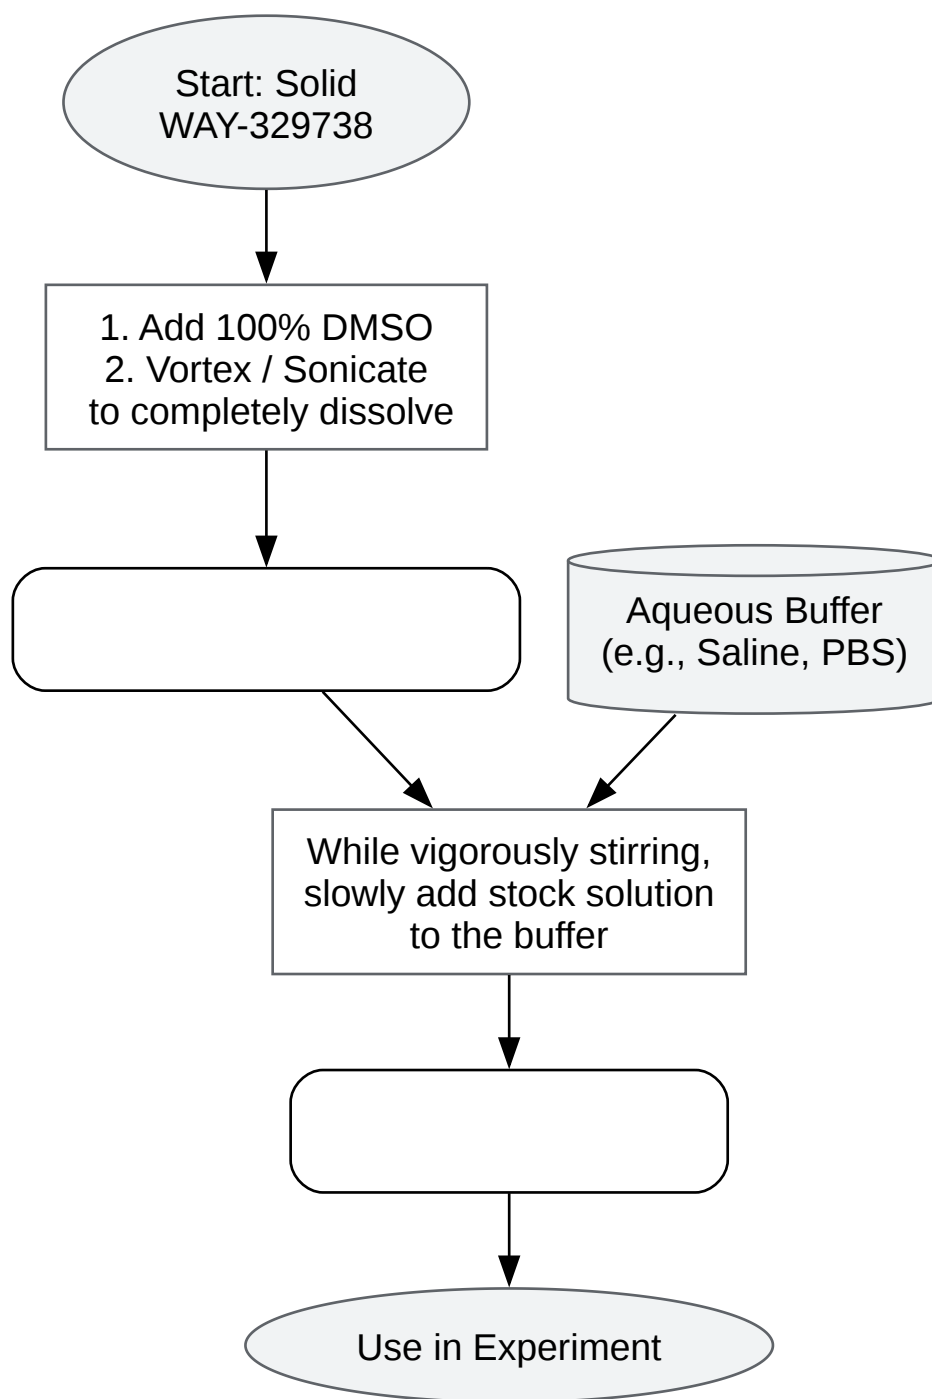 Start: Solid
WAY-329738
1. Add 100% DMSO
2. Vortex / Sonicate
to completely dissolve
Aqueous Buffer
(e.g., Saline, PBS)
While vigorously stirring,
slowly add stock solution
to the buffer
Use in Experiment